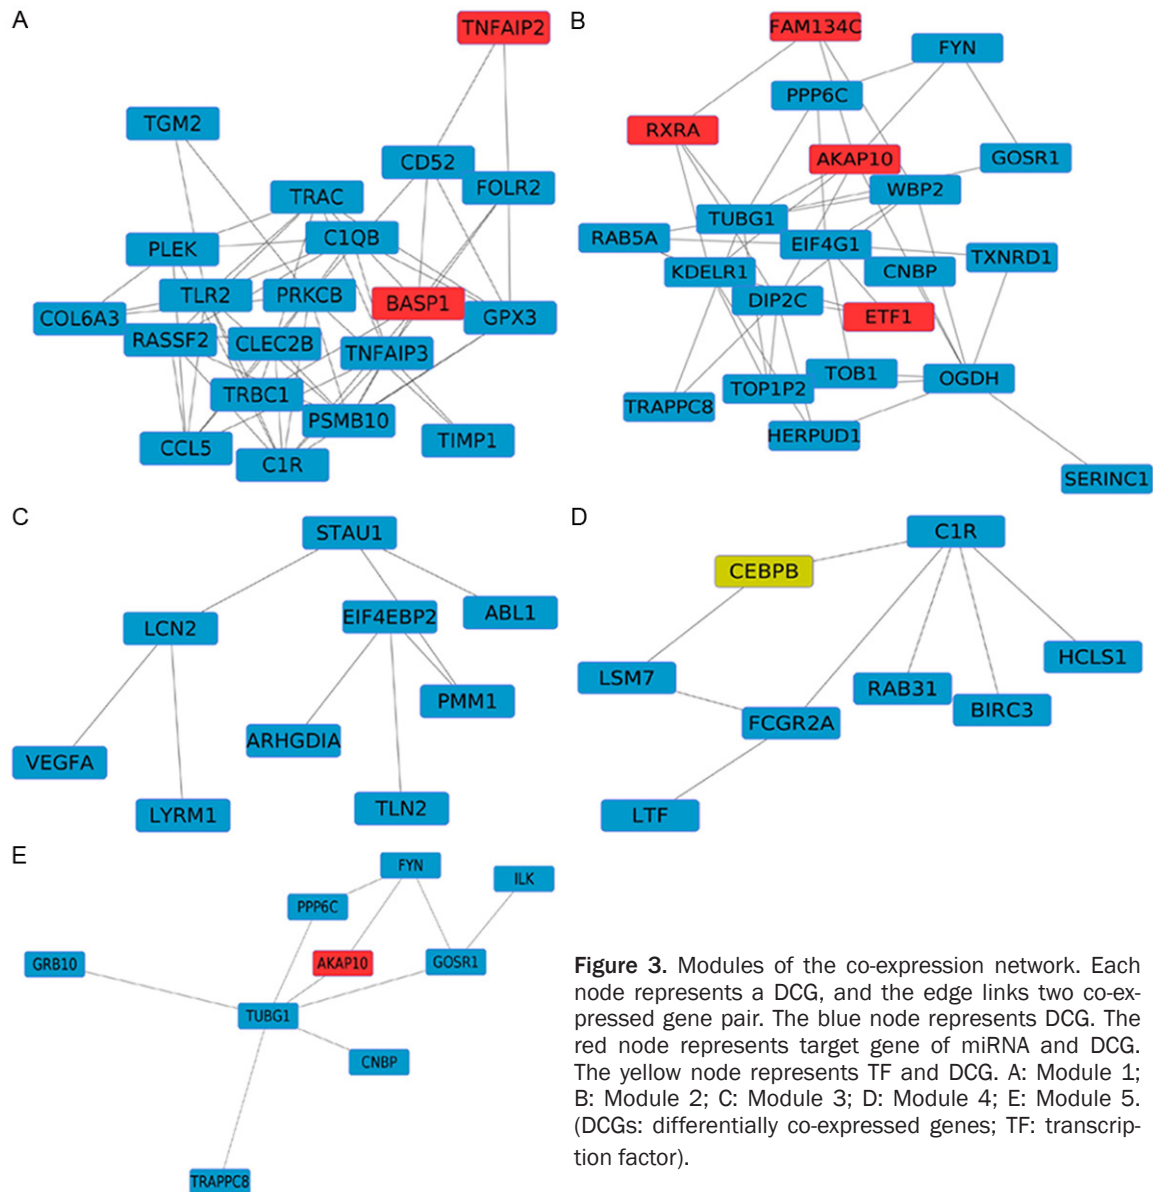 A
TNFAIP2
TGM2
CD52
FOLR2
TRAC
C1QB
PLEK
TLR2
PRKCB
BASP1
COL6A3
GPX3
RASSF2
CLEC2B
TNFAIP3
TRBC1
PSMB10
CCL5
TIMP1
C1R
B
FAM134C
FYN
PPP6C
RXRA
AKAP10
GOSR1
WBP2
TUBG1
RAB5A
EIF4G1
TXNRD1
KDELR1
CNBP
DIP2C
ETF1
TOB1
OGDH
TOP1P2
TRAPPC8
HERPUD1
SERINC1
C
STAU1
LCN2
EIF4EBP2
ABL1
PMM1
ARHGDIA
VEGFA
LYRM1
TLN2
D
C1R
CEBPB
HCLS1
LSM7
RAB31
BIRC3
FCGR2A
LTF
E
FYN
ILK
PPP6C
AKAP10
GOSR1
GRB10
TUBG1
CNBP
TRAPPC8
Figure 3. Modules of the co-expression network. Each
node represents a DCG, and the edge links two co-ex-
pressed gene pair. The blue node represents DCG. The
red node represents target gene of miRNA and DCG.
The yellow node represents TF and DCG. A: Module 1;
B: Module 2; C: Module 3; D: Module 4; E: Module 5.
(DCGs: differentially co-expressed genes; TF: transcrip-
tion factor).